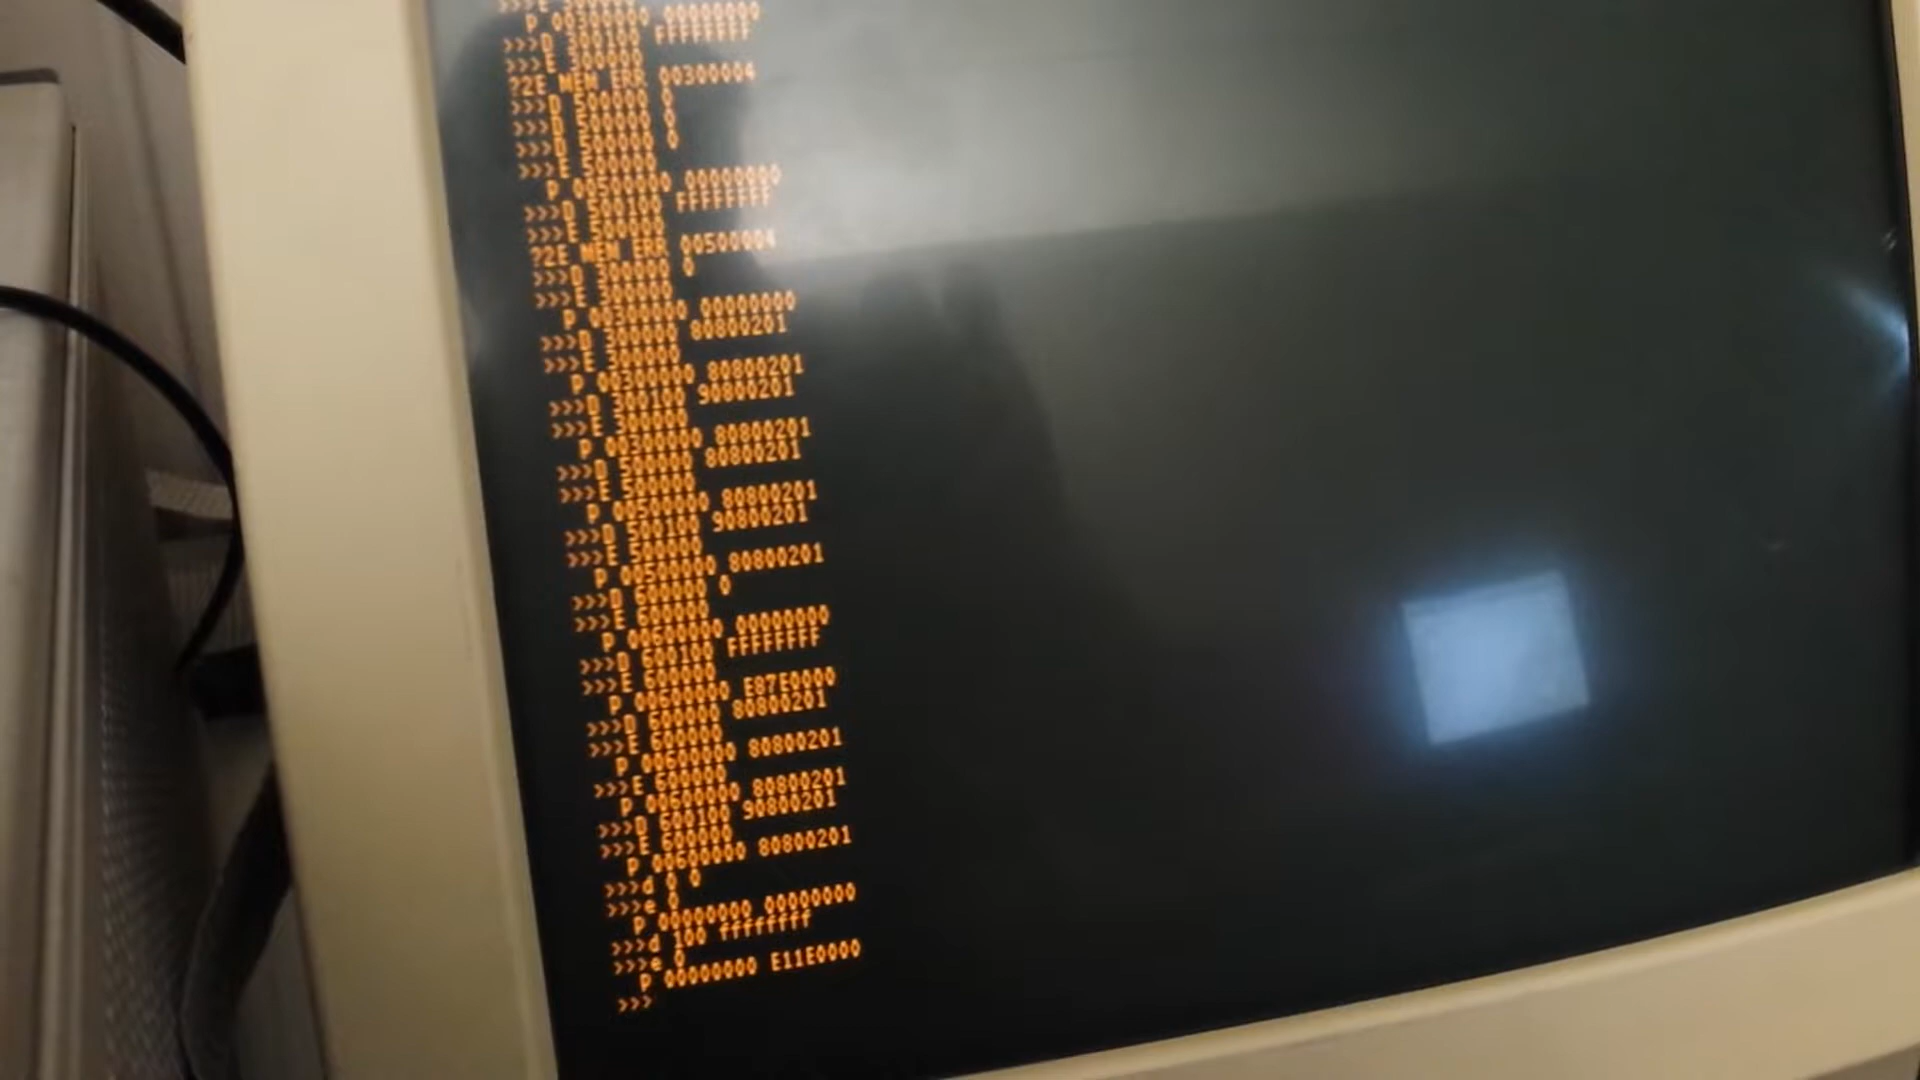 >>>E 300000
P 00300000 00000000
>>>D 300100 FFFFFFFF
>>>E 300000
?2E MEM ERR 00300004
>>>D 500000 0
>>>D 500000 0
>>>D 500000 0
>>>E 500000
P 00500000 00000000
>>>D 500100 FFFFFFFF
>>>E 500000
?2E MEM ERR 00500004
>>>D 300000 0
>>>E 300000
P 00300000 00000000
>>>D 300000 80800201
>>>E 300000
P 00300000 80800201
>>>D 300100 90800201
>>>E 300000
P 00300000 80800201
>>>D 500000 80800201
>>>E 500000
P 00500000 80800201
>>>D 500100 90800201
>>>E 500000
P 00500000 80800201
>>>D 600000 0
>>>E 600000
P 00600000 00000000
>>>D 600100 FFFFFFFF
>>>E 600000
P 00600000 E87E0000
>>>D 600000 80800201
>>>E 600000
P 00600000 80800201
>>>E 600000
P 00600000 80800201
>>>D 600100 90800201
>>>E 600000
P 00600000 80800201
>>>d 0 0
>>>e 0
P 00000000 00000000
>>>d 100 ffffffff
>>>e 0
P 00000000 E11E0000
>>>